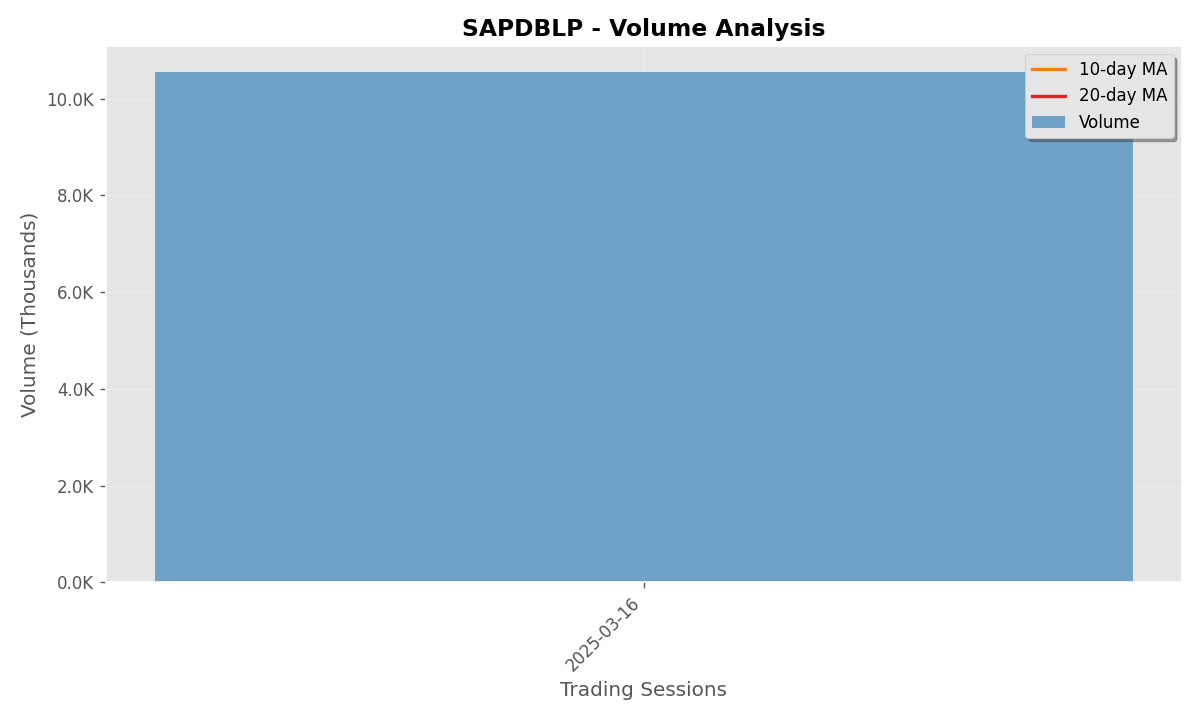 SAPDBLP - Volume Analysis
10-day MA
20-day MA
Volume
10.0K
8.0K
6.0K
4.0K
2.0K
0.0K
Volume (Thousands)
2025-03-16
Trading Sessions